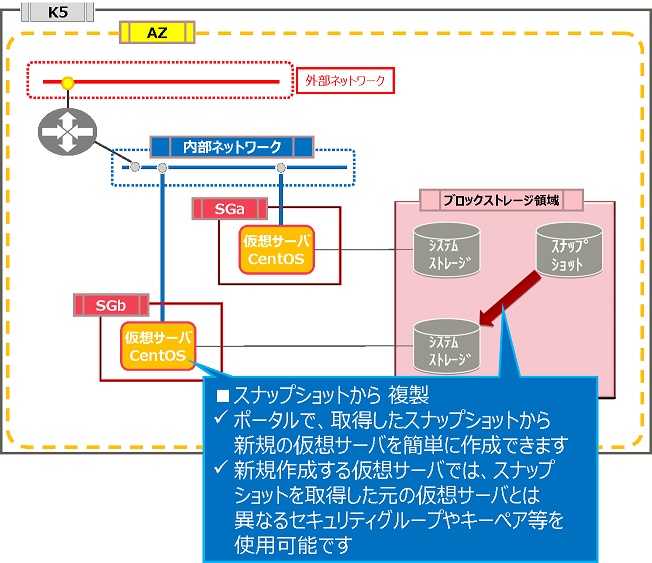 K5
AZ
外部ネットワーク
内部ネットワーク
SGa
仮想サーバ
CentOS
ブロックストレージ領域
ｼｽﾃﾑ
ｽﾄﾚｰｼﾞ
ｽﾅｯﾌﾟ
ｼｮｯﾄ
SGb
仮想サーバ
CentOS
ｼｽﾃﾑ
ｽﾄﾚｰｼﾞ
■スナップショットから 複製
✓ ポータルで、取得したスナップショットから
新規の仮想サーバを簡単に作成できます
✓ 新規作成する仮想サーバでは、スナップ
ショットを取得した元の仮想サーバとは
異なるセキュリティグループやキーペア等を
使用可能です